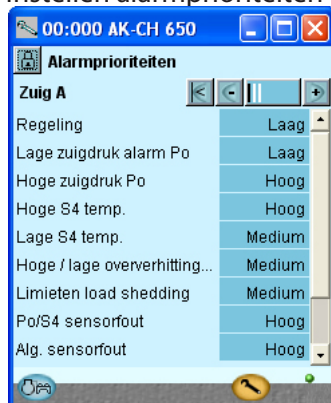 Instellen alarmprioriteiten
00:000 AK-CH 650
Alarmprioriteiten
Zuig A
Regeling Laag
Lage zuigdruk alarm Po Laag
Hoge zuigdruk Po Hoog
Hoge S4 temp. Hoog
Lage S4 temp. Medium
Hoge / lage oververhitting... Medium
Limieten load shedding Medium
Po/S4 sensorfout Hoog
Alg. sensorfout Hoog